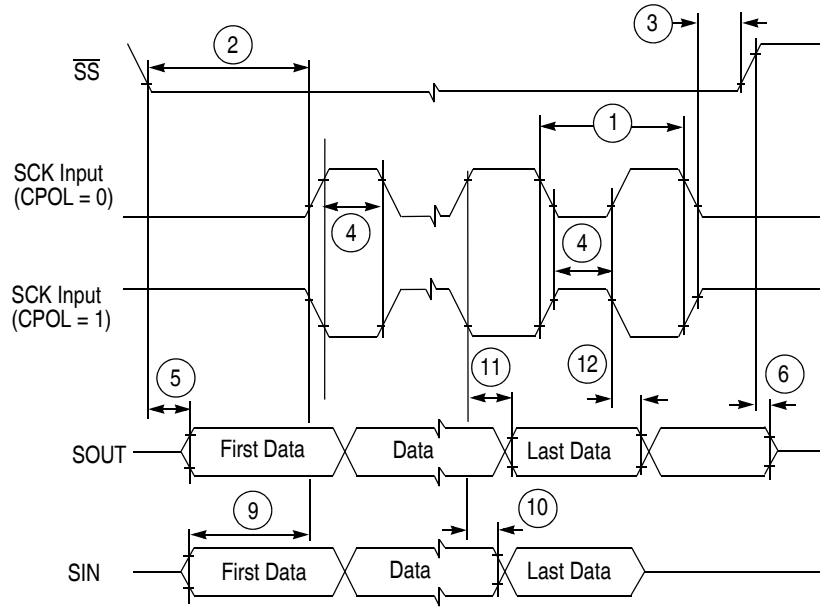 2
3
SS
1
SCK Input
(CPOL = 0)
4
4
SCK Input
(CPOL = 1)
5
11
12
6
SOUT
First Data
Data
Last Data
9
10
SIN
First Data
Data
Last Data